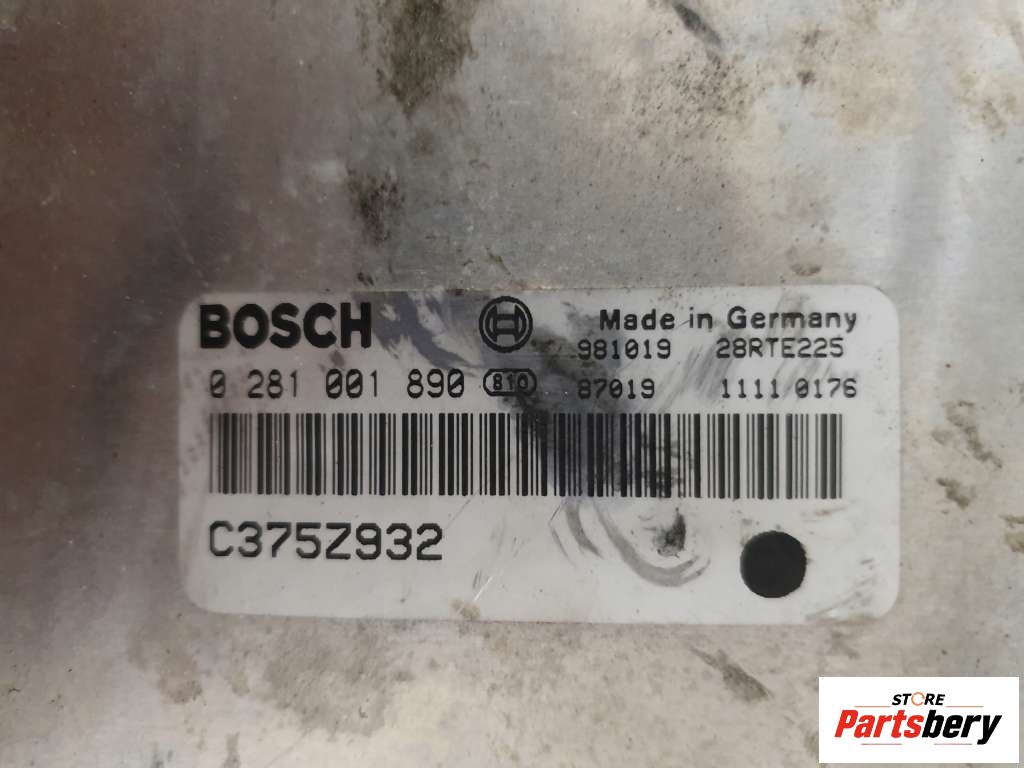 BOSCH
Made in Germany
981019 28RTE225
0 281 001 890 810 87019 1111 0176
C375Z932
STORE
Partsbery